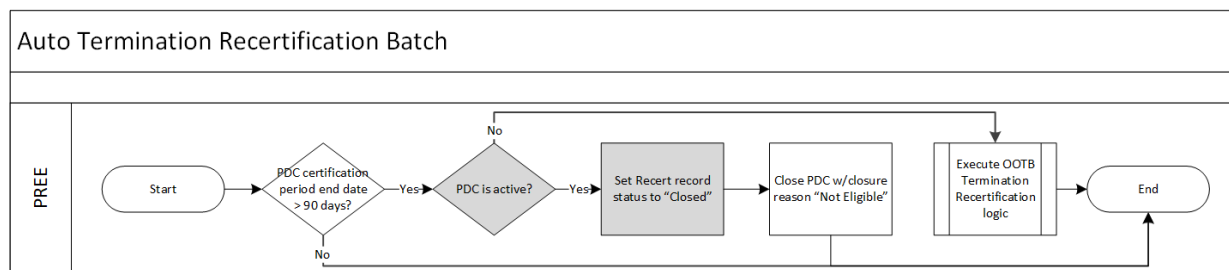 Auto Termination Recertification Batch
PREE
Start
PDC certification
period end date
> 90 days?
Yes
No
PDC is active?
No
Yes
Set Recert record
status to “Closed”
Close PDC w/closure
reason “Not Eligible”
Execute OOTB
Termination
Recertification
logic
End